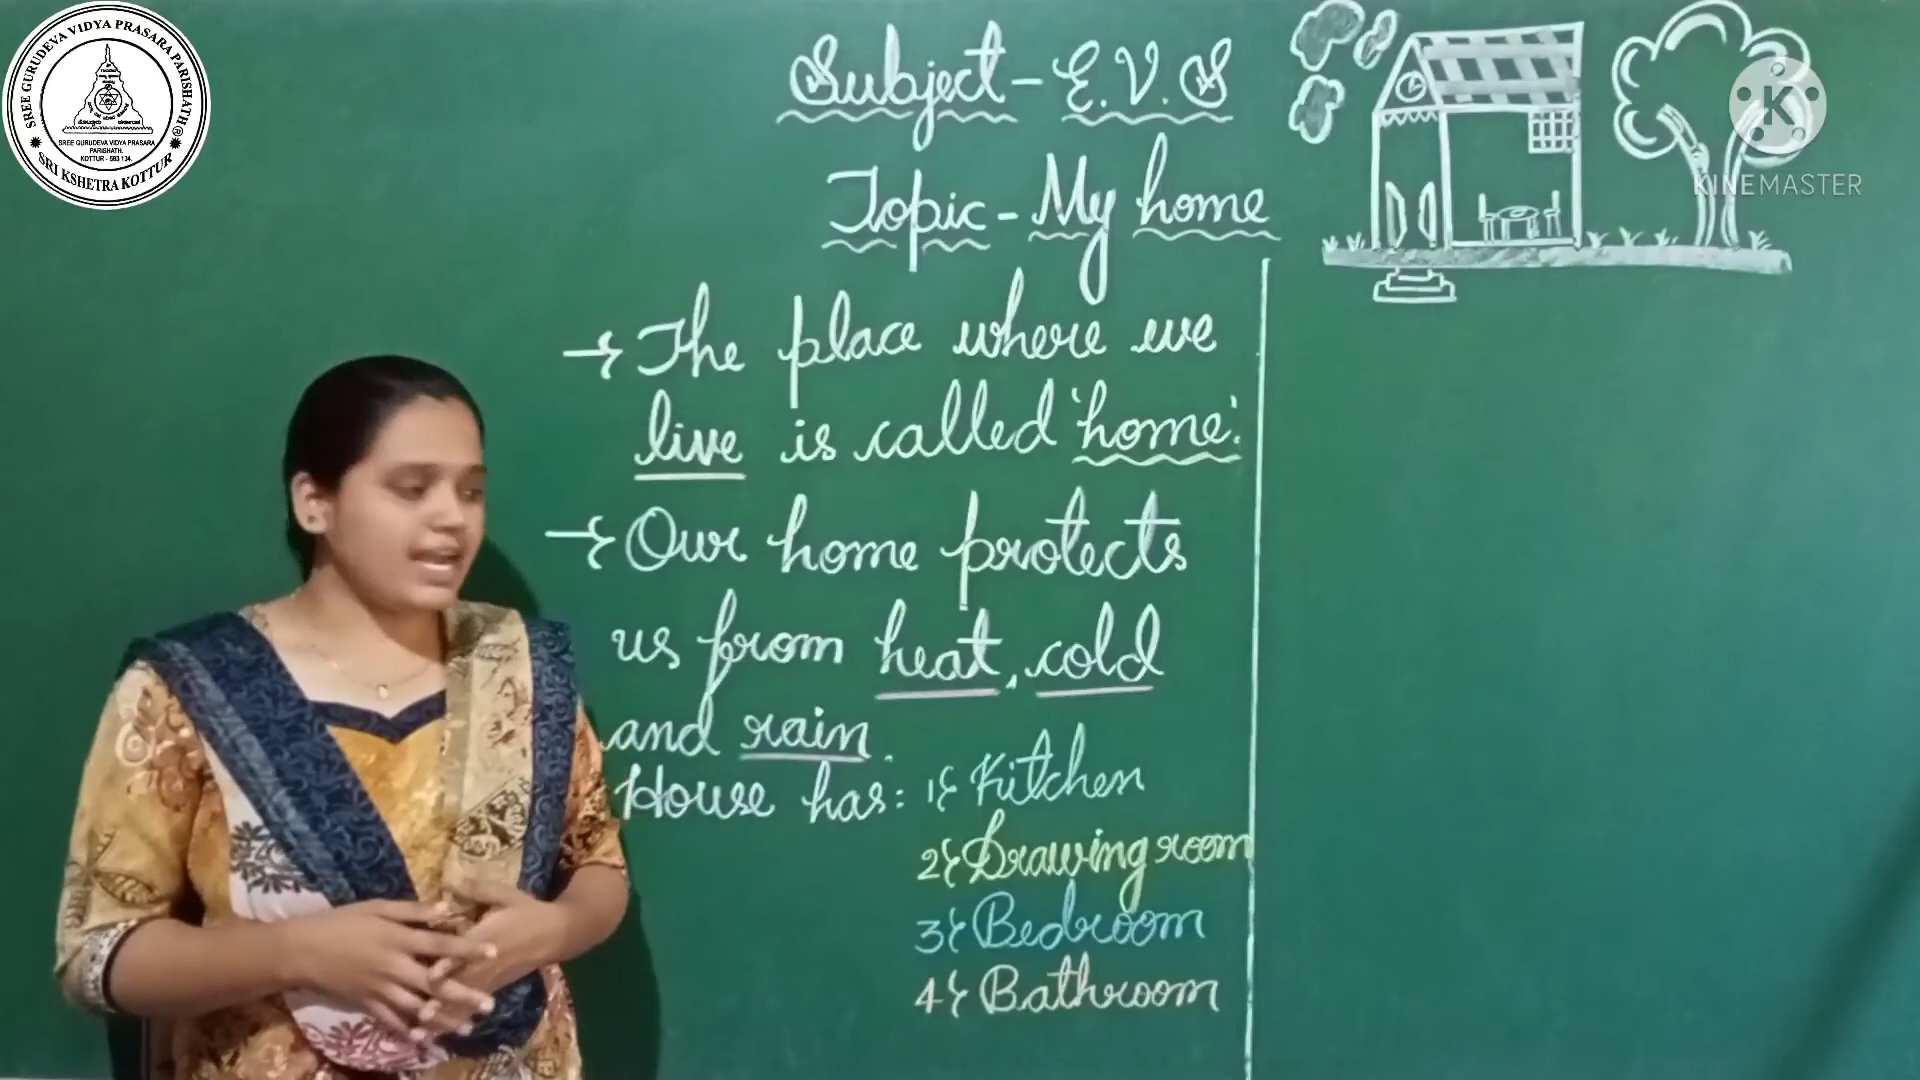 SREE GURUDEVA VIDYA PRASARA PARISHATH ®
SREE GURUDEVA VIDYA PRASARA
PARISHATH.
KOTTUR - 583 134.
SRI KSHETRA KOTTUR
Subject - E.V.S
KINEMASTER
Topic - My home
→ The place where we
live is called 'home'.
→ Our home protects
us from heat, cold
and rain.
House has: 1} Kitchen
2} Drawing room
3} Bedroom
4} Bathroom